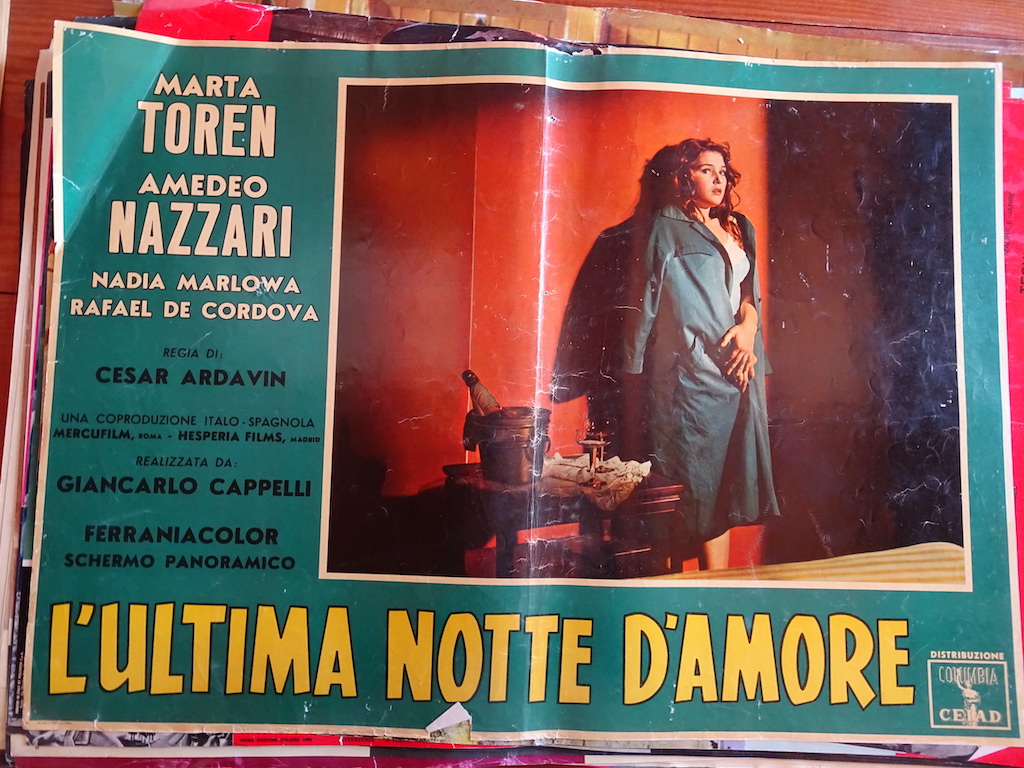 MARTA
TOREN
AMEDEO
NAZZARI
NADIA MARLOWA
RAFAEL DE CORDOVA
REGIA DI:
CESAR ARDAVIN
UNA COPRODUZIONE ITALO-SPAGNOLA
MERCUFILM, ROMA - HESPERIA FILMS, MADRID
REALIZZATA DA:
GIANCARLO CAPPELLI
FERRANIACOLOR
SCHERMO PANORAMICO
L'ULTIMA NOTTE D'AMORE
DISTRIBUZIONE
COLUMBIA
CEIAD